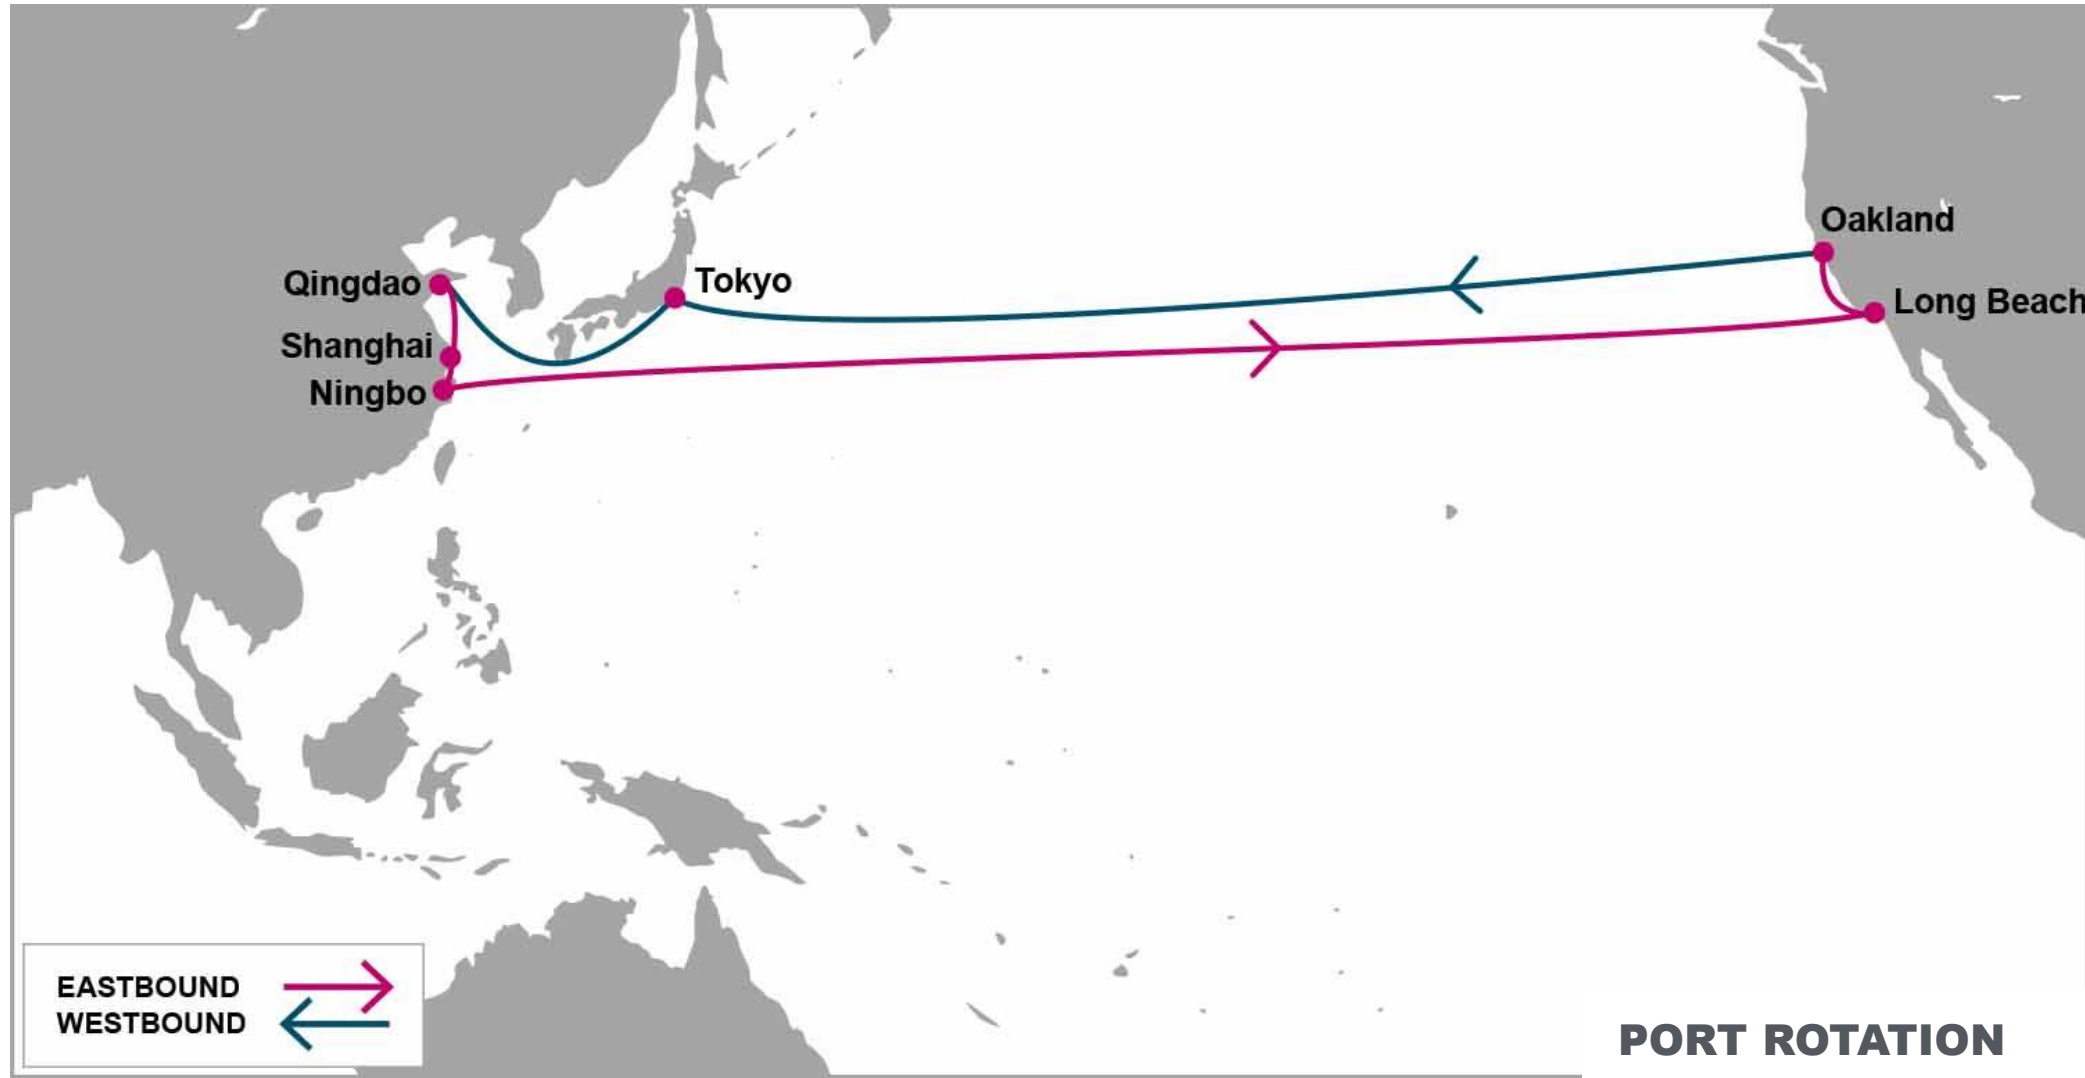 Oakland
Qingdao
Tokyo
Long Beach
Shanghai
Ningbo
EASTBOUND
WESTBOUND
PORT ROTATION